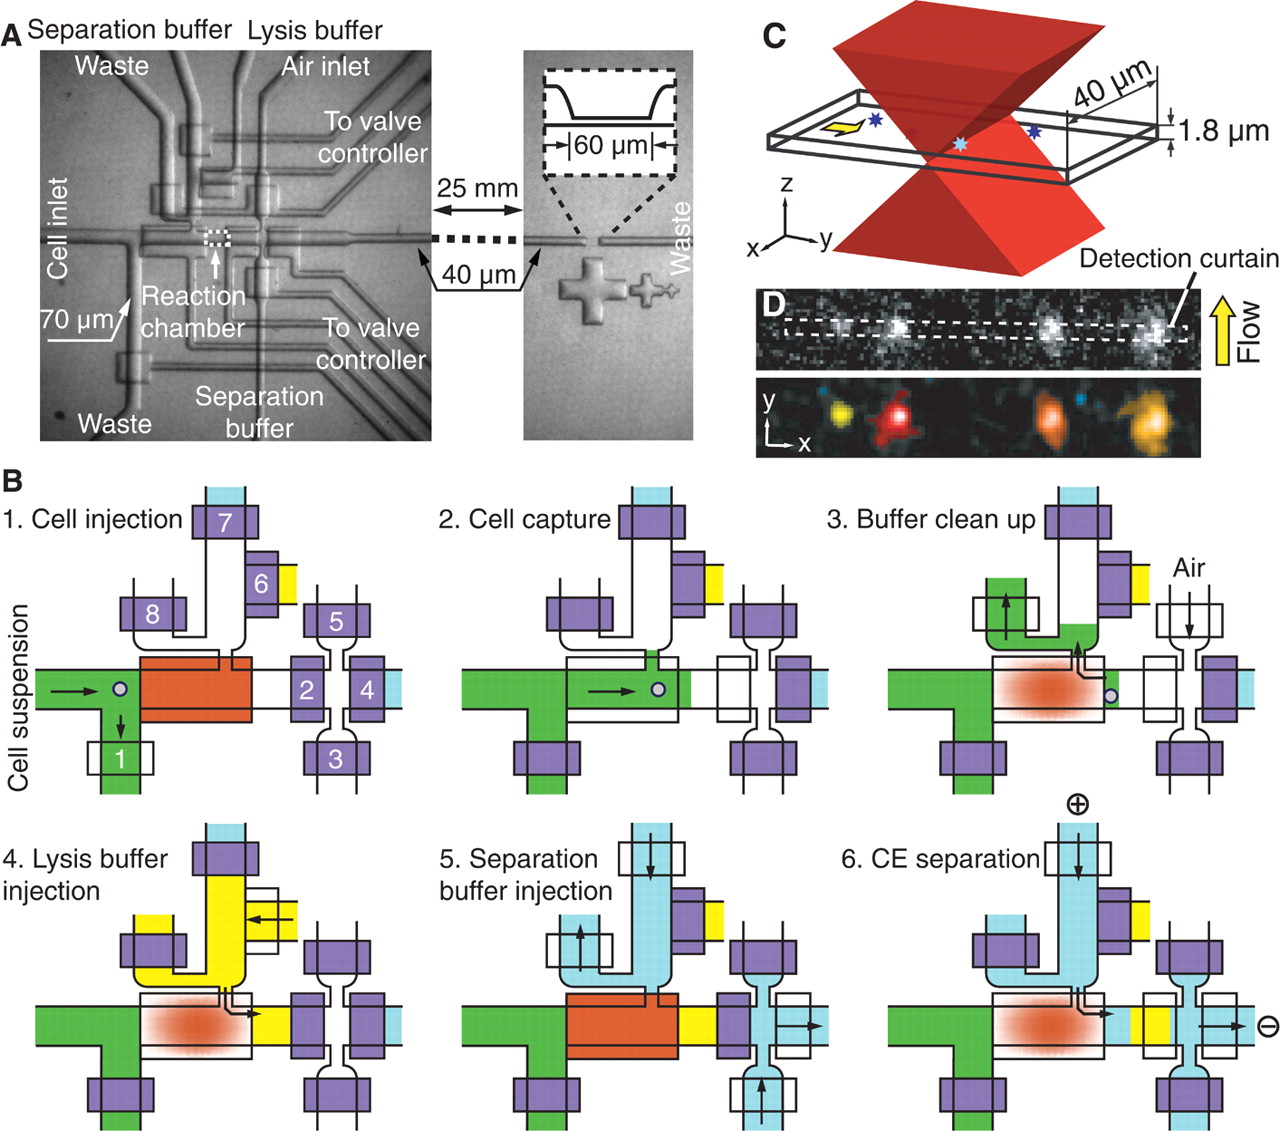 A
Separation buffer
Lysis buffer
Waste
Air inlet
To valve
controller
Cell inlet
Reaction
chamber
70 µm
To valve
controller
Separation
buffer
Waste
25 mm
40 µm
60 µm
Waste
C
40 µm
1.8 µm
z
x
y
Detection curtain
D
Flow
y
x
B
1. Cell injection
7
6
8
5
2
4
1
3
Cell suspension
2. Cell capture
3. Buffer clean up
Air
4. Lysis buffer
injection
5. Separation
buffer injection
6. CE separation
+
−